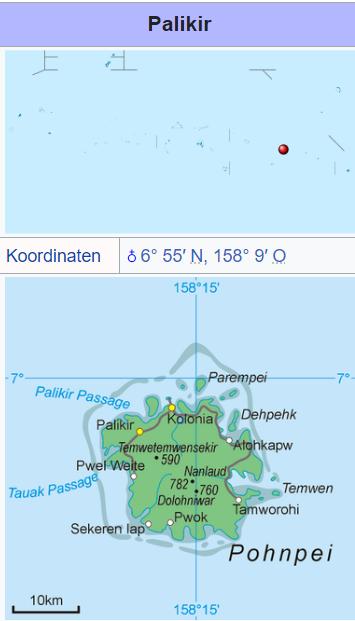 Palikir
Koordinaten
♁ 6° 55′ N, 158° 9′ O
158°15'
7°
7°
Parempei
Palikir Passage
Dehpehk
Kolonia
Palikir
Alohkapw
Temwetemwensekir
590
Pwel Weite
Nanlaud
782
760
Temwen
Tauak Passage
Dolohniwar
Tamworohi
Pwok
Sekeren Iap
Pohnpei
10km
158°15'